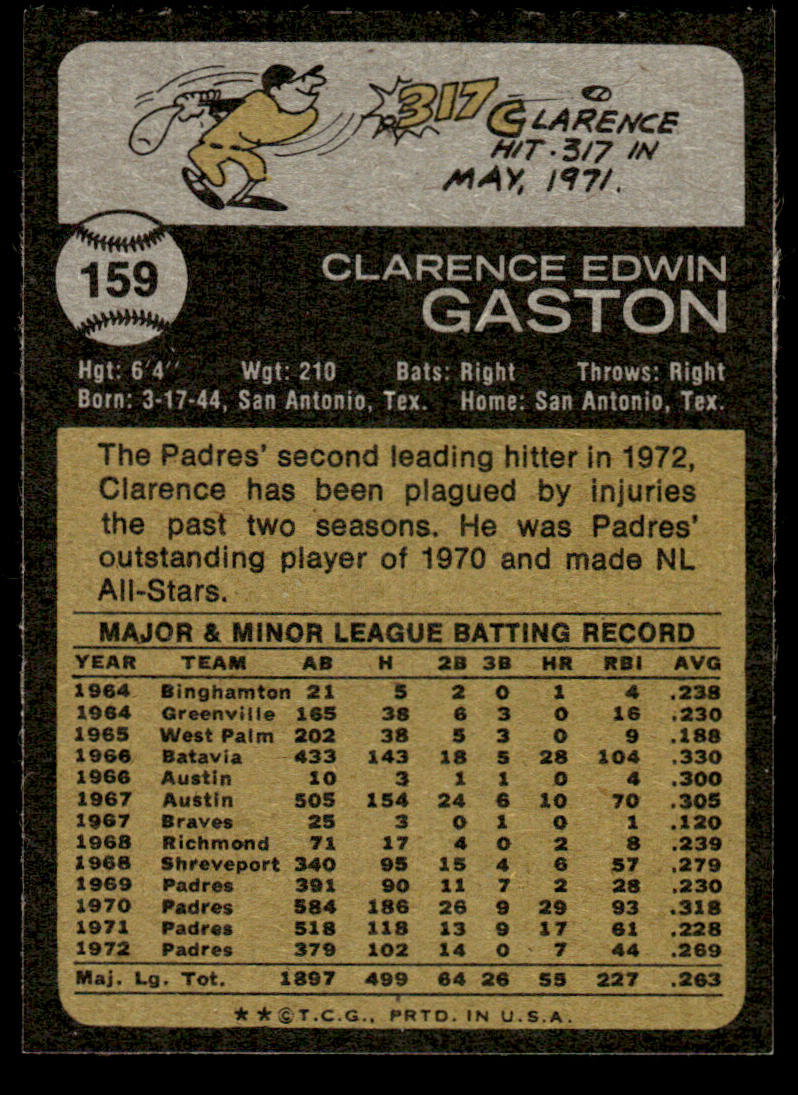 .317
CLARENCE
HIT .317 IN
MAY, 1971.
159
CLARENCE EDWIN
GASTON
Hgt: 6'4" Wgt: 210 Bats: Right Throws: Right
Born: 3-17-44, San Antonio, Tex. Home: San Antonio, Tex.
The Padres' second leading hitter in 1972,
Clarence has been plagued by injuries
the past two seasons. He was Padres'
outstanding player of 1970 and made NL
All-Stars.
MAJOR & MINOR LEAGUE BATTING RECORD
YEAR TEAM AB H 2B 3B HR RBI AVG
1964 Binghamton 21 5 2 0 1 4 .238
1964 Greenville 165 38 6 3 0 16 .230
1965 West Palm 202 38 5 3 0 9 .188
1966 Batavia 433 143 18 5 28 104 .330
1966 Austin 10 3 1 1 0 4 .300
1967 Austin 505 154 24 6 10 70 .305
1967 Braves 25 3 0 1 0 1 .120
1968 Richmond 71 17 4 0 2 8 .239
1968 Shreveport 340 95 15 4 6 57 .279
1969 Padres 391 90 11 7 2 28 .230
1970 Padres 584 186 26 9 29 93 .318
1971 Padres 518 118 13 9 17 61 .228
1972 Padres 379 102 14 0 7 44 .269
Maj. Lg. Tot. 1897 499 64 26 55 227 .263
★★©T.C.G., PRTD. IN U.S.A.